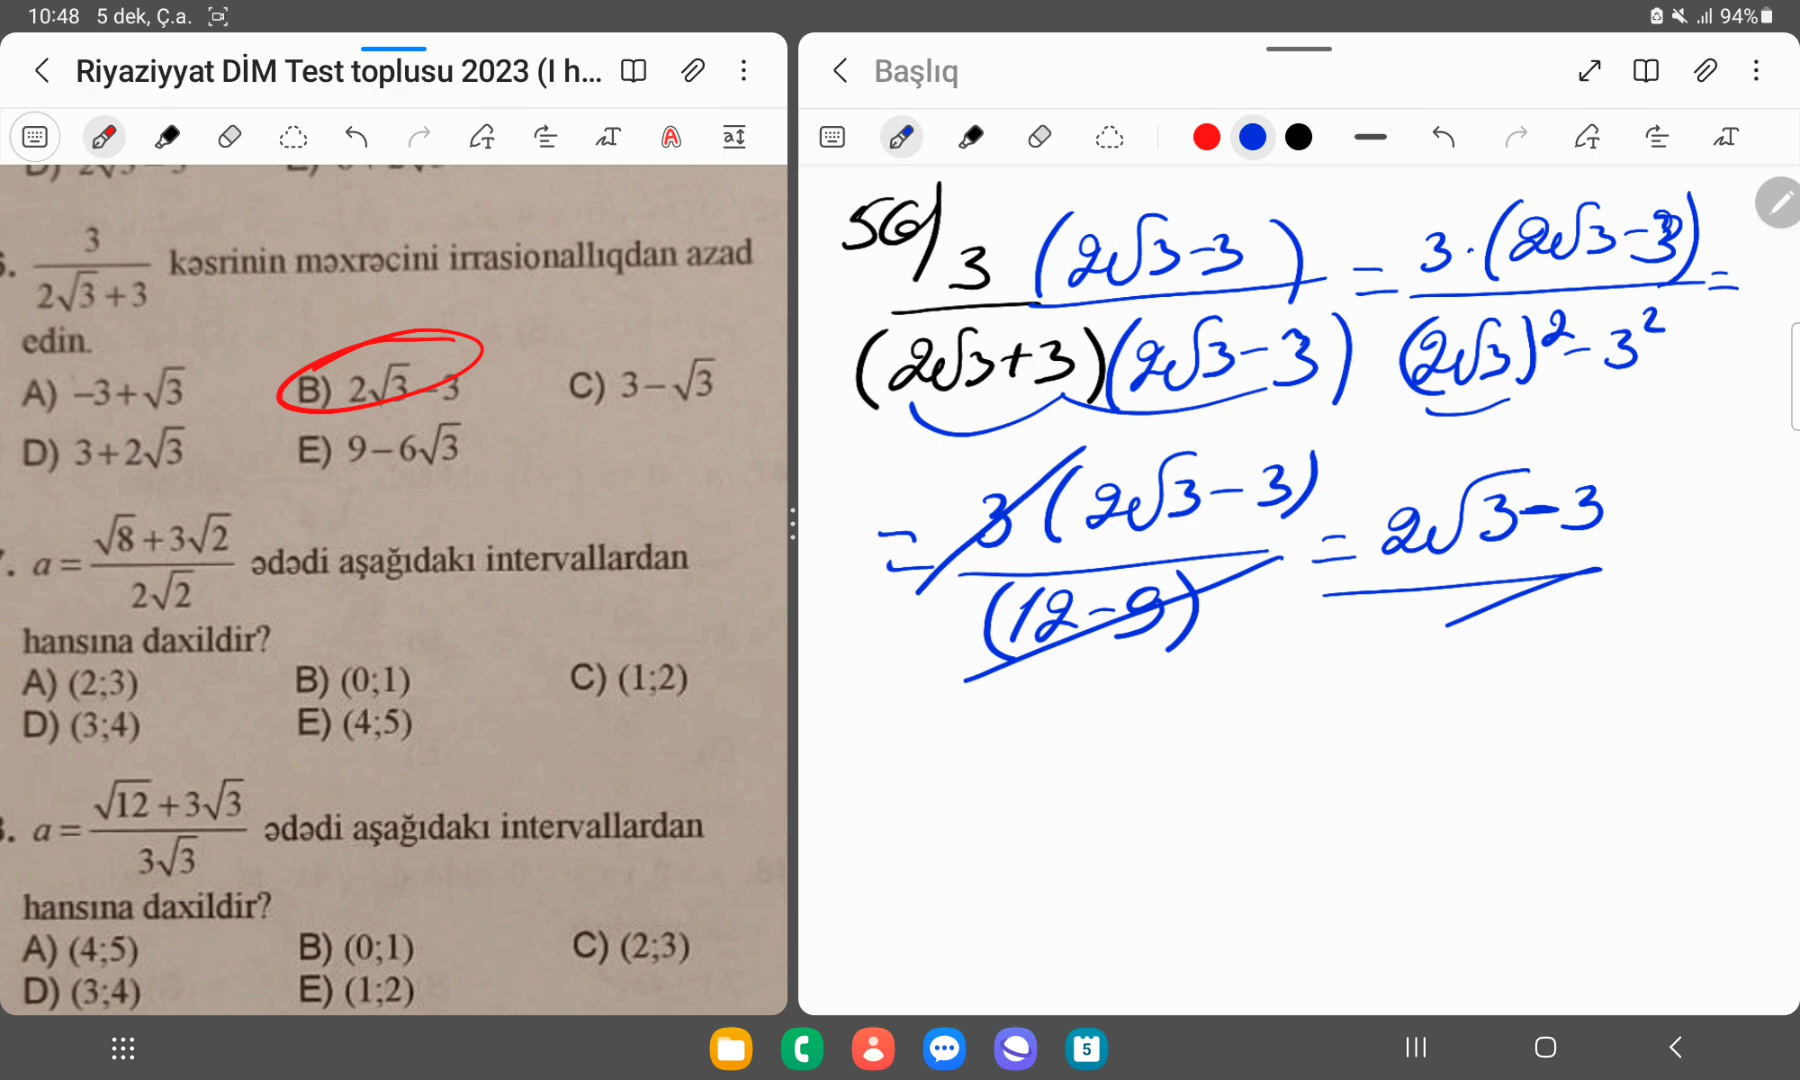 10:48 5 dek, Ç.a. 94%
Riyaziyyat DİM Test toplusu 2023 (I h...
6. 3/(2√3+3) kəsrinin məxrəcini irrasionallıqdan azad
edin.
A) −3+√3 B) 2√3−3 C) 3−√3
D) 3+2√3 E) 9−6√3
7. a = (√8+3√2)/(2√2) ədədi aşağıdakı intervallardan
hansına daxildir?
A) (2;3) B) (0;1) C) (1;2)
D) (3;4) E) (4;5)
8. a = (√12+3√3)/(3√3) ədədi aşağıdakı intervallardan
hansına daxildir?
A) (4;5) B) (0;1) C) (2;3)
D) (3;4) E) (1;2)
Başlıq
56/ 3(2√3−3)/((2√3+3)(2√3−3)) = 3·(2√3−3)/((2√3)²−3²) =
= 3(2√3−3)/(12−9) = 2√3−3
5